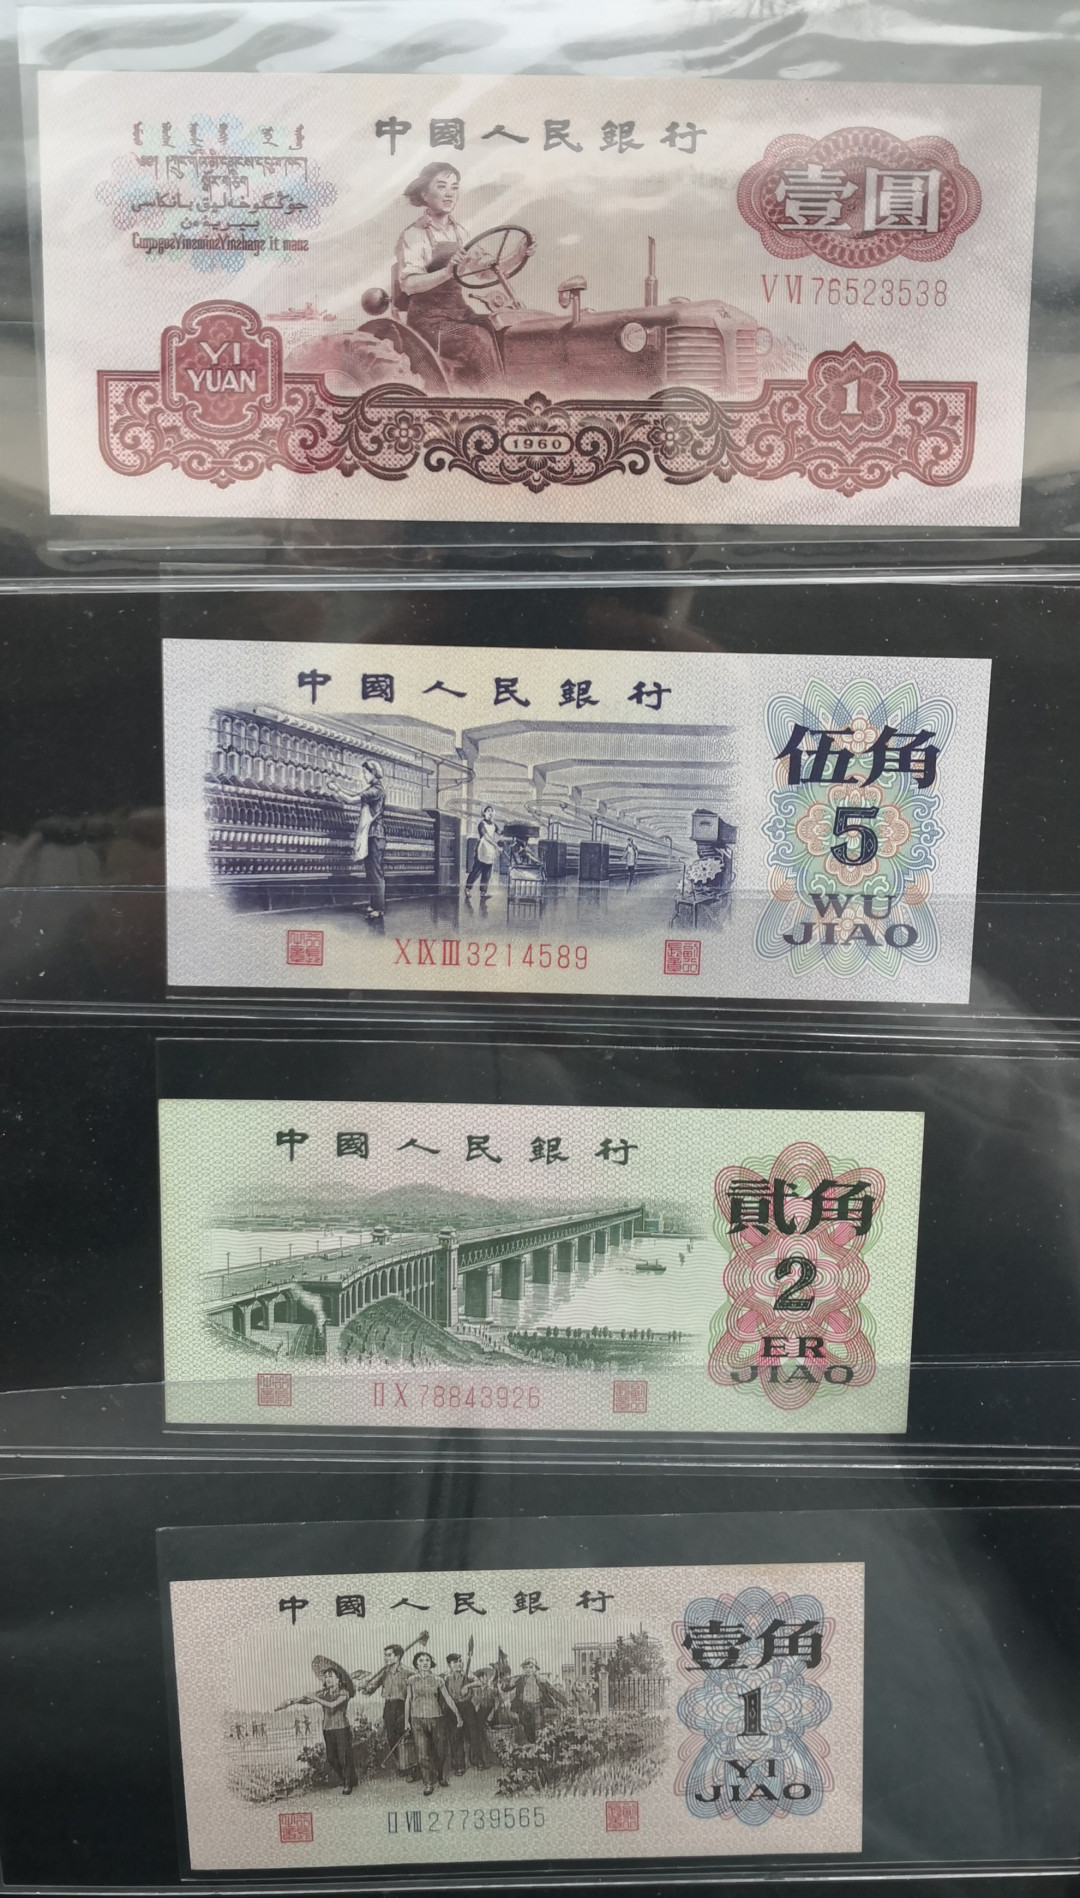 中國人民銀行
壹圓
Ⅴ Ⅵ 76523538
YI
YUAN
1960
1
中國人民銀行
伍角
5
WU
JIAO
Ⅹ Ⅸ Ⅲ 3214589
中國人民銀行
貳角
2
ER
JIAO
Ⅱ Ⅹ 78843926
中國人民銀行
壹角
1
YI
JIAO
Ⅱ Ⅷ 27739565